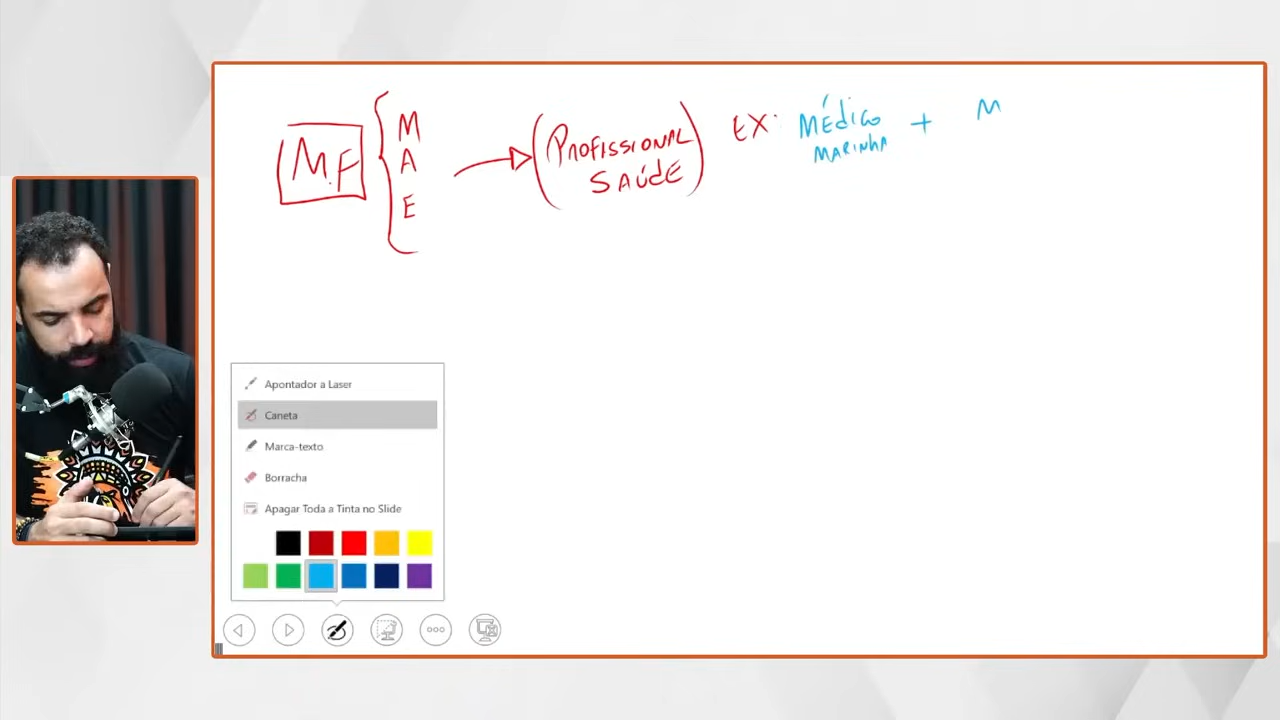 M.F
M
A
E
(PROFISSIONAL
SAÚDE)
EX:
MÉDICO + M
MARINHA
Apontador a Laser
Caneta
Marca-texto
Borracha
Apagar Toda a Tinta no Slide